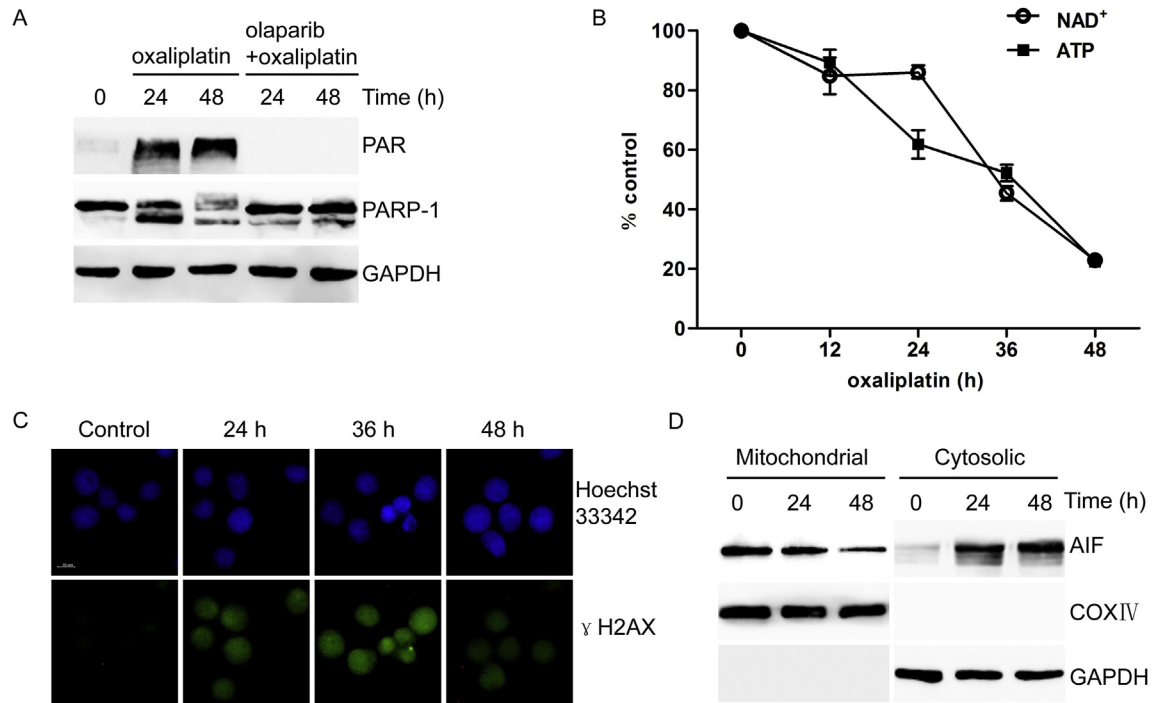 A
oxaliplatin
olaparib
+oxaliplatin
0 24 48 24 48 Time (h)
PAR
PARP-1
GAPDH
B
NAD+
ATP
100
80
60
40
20
0
% control
0 12 24 36 48
oxaliplatin (h)
C
Control 24 h 36 h 48 h
Hoechst
33342
γ H2AX
D
Mitochondrial Cytosolic
0 24 48 0 24 48 Time (h)
AIF
COXⅣ
GAPDH